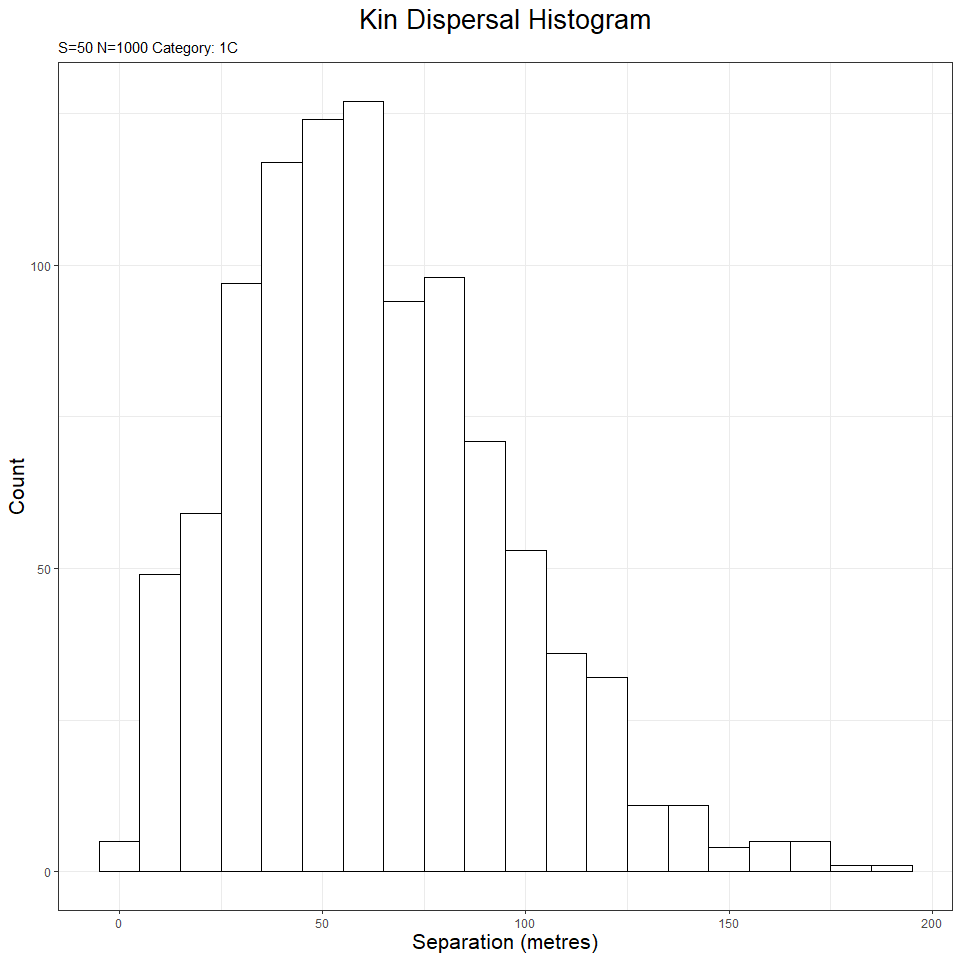 Kin Dispersal Histogram
S=50 N=1000 Category: 1C
Count
100
50
0
0 50 100 150 200
Separation (metres)